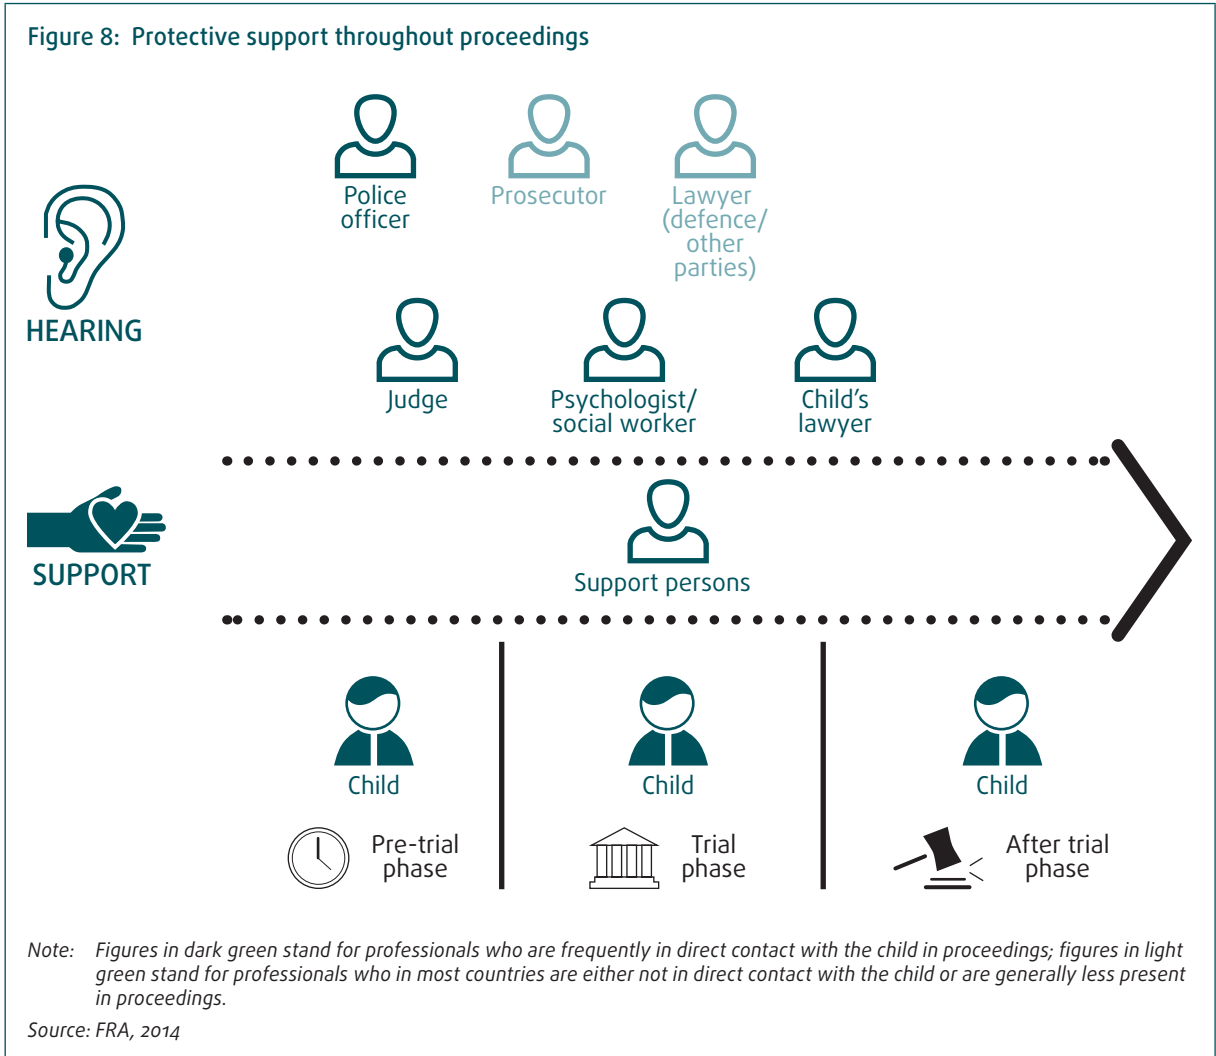 Figure 8: Protective support throughout proceedings
Police
officer
Prosecutor
Lawyer
(defence/
other
parties)
HEARING
Judge
Psychologist/
social worker
Child's
lawyer
SUPPORT
Support persons
Child
Child
Child
Pre-trial
phase
Trial
phase
After trial
phase
Note: Figures in dark green stand for professionals who are frequently in direct contact with the child in proceedings; figures in light
green stand for professionals who in most countries are either not in direct contact with the child or are generally less present
in proceedings.
Source: FRA, 2014